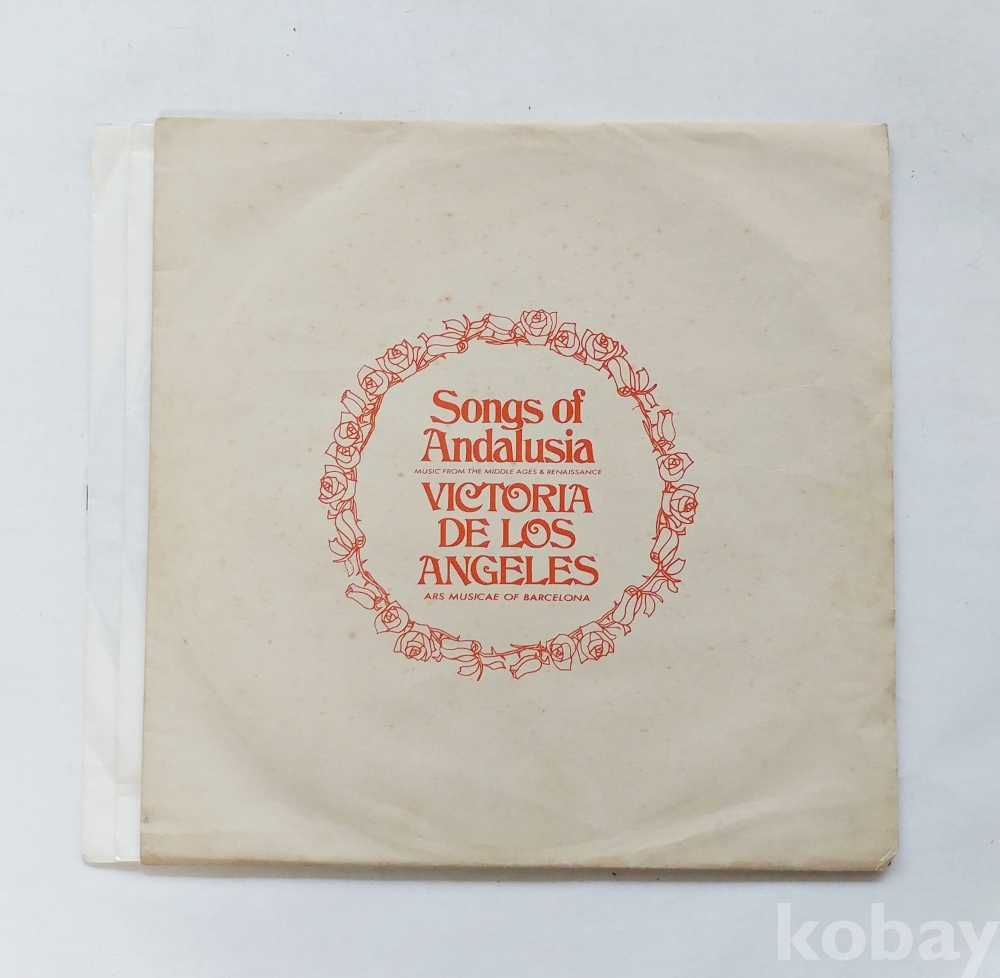 Songs of
Andalusia
MUSIC FROM THE MIDDLE AGES & RENAISSANCE
VICTORIA
DE LOS
ANGELES
ARS MUSICAE OF BARCELONA
kobay